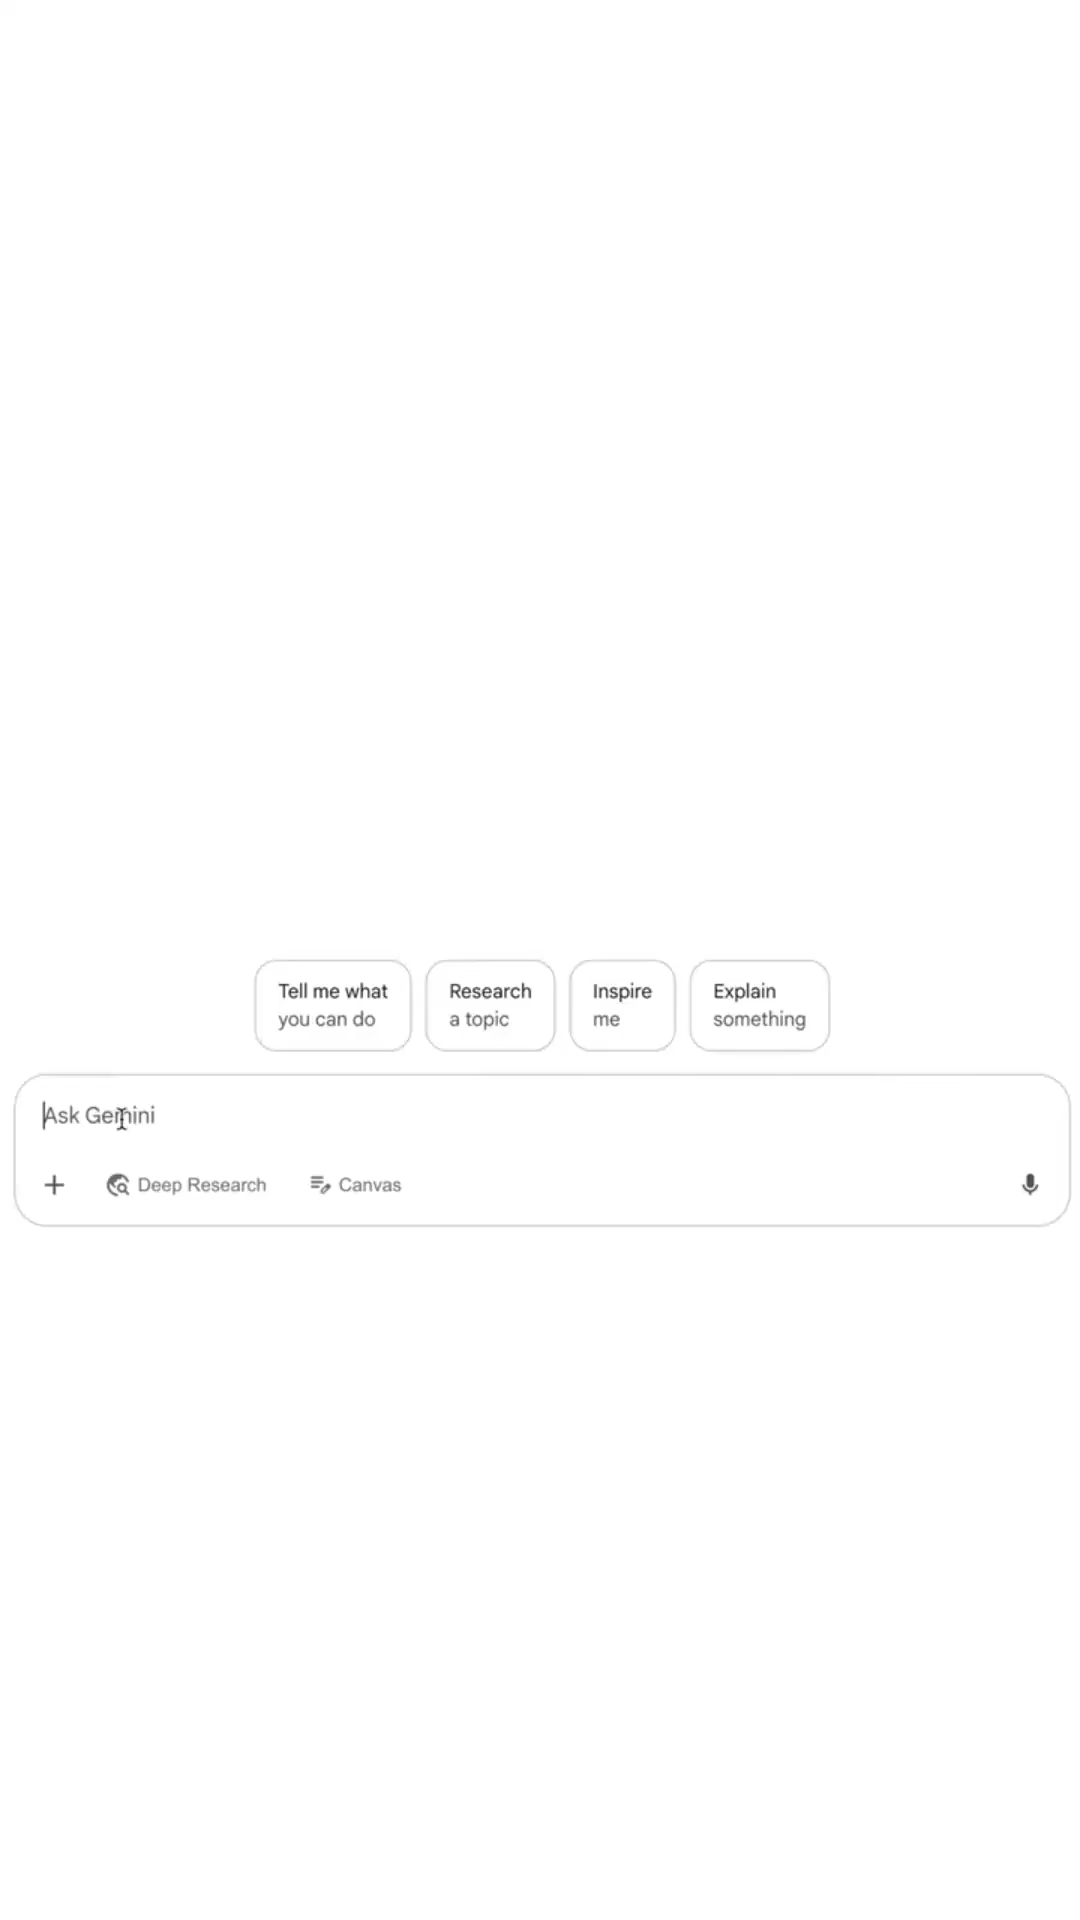 Tell me what
you can do
Research
a topic
Inspire
me
Explain
something
Ask Gemini
Deep Research
Canvas